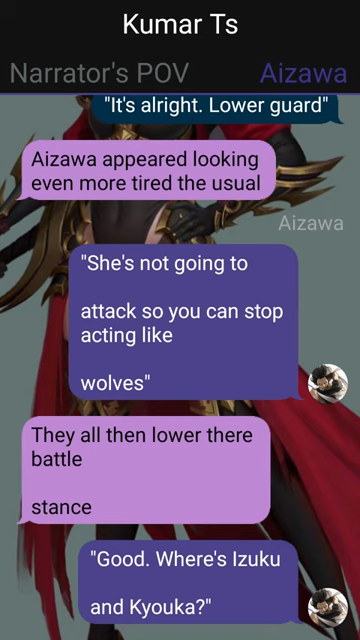 Kumar Ts
Narrator's POV
Aizawa
"It's alright. Lower guard"
Aizawa appeared looking
even more tired the usual
Aizawa
"She's not going to
attack so you can stop
acting like
wolves"
They all then lower there
battle
stance
"Good. Where's Izuku
and Kyouka?"